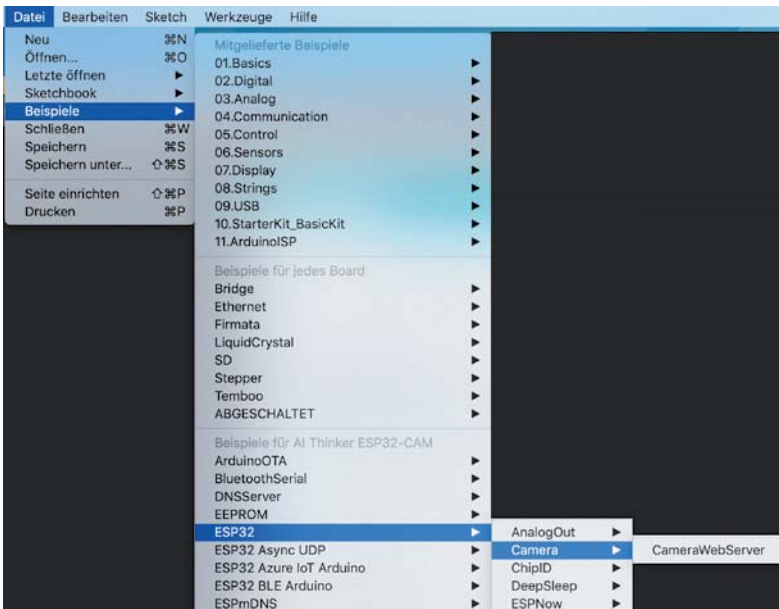 Datei Bearbeiten Sketch Werkzeuge Hilfe
Neu ⌘N
Öffnen... ⌘O
Letzte öffnen ▶
Sketchbook ▶
Beispiele ▶
Schließen ⌘W
Speichern ⌘S
Speichern unter... ⇧⌘S
Seite einrichten ⇧⌘P
Drucken ⌘P
Mitgelieferte Beispiele
01.Basics ▶
02.Digital ▶
03.Analog ▶
04.Communication ▶
05.Control ▶
06.Sensors ▶
07.Display ▶
08.Strings ▶
09.USB ▶
10.StarterKit_BasicKit ▶
11.ArduinoISP ▶
Beispiele für jedes Board
Bridge ▶
Ethernet ▶
Firmata ▶
LiquidCrystal ▶
SD ▶
Stepper ▶
Temboo ▶
ABGESCHALTET ▶
Beispiele für AI Thinker ESP32-CAM
ArduinoOTA ▶
BluetoothSerial ▶
DNSServer ▶
EEPROM ▶
ESP32 ▶
ESP32 Async UDP ▶
ESP32 Azure IoT Arduino ▶
ESP32 BLE Arduino ▶
ESPmDNS ▶
AnalogOut ▶
Camera ▶
ChipID ▶
DeepSleep ▶
ESPNow ▶
CameraWebServer